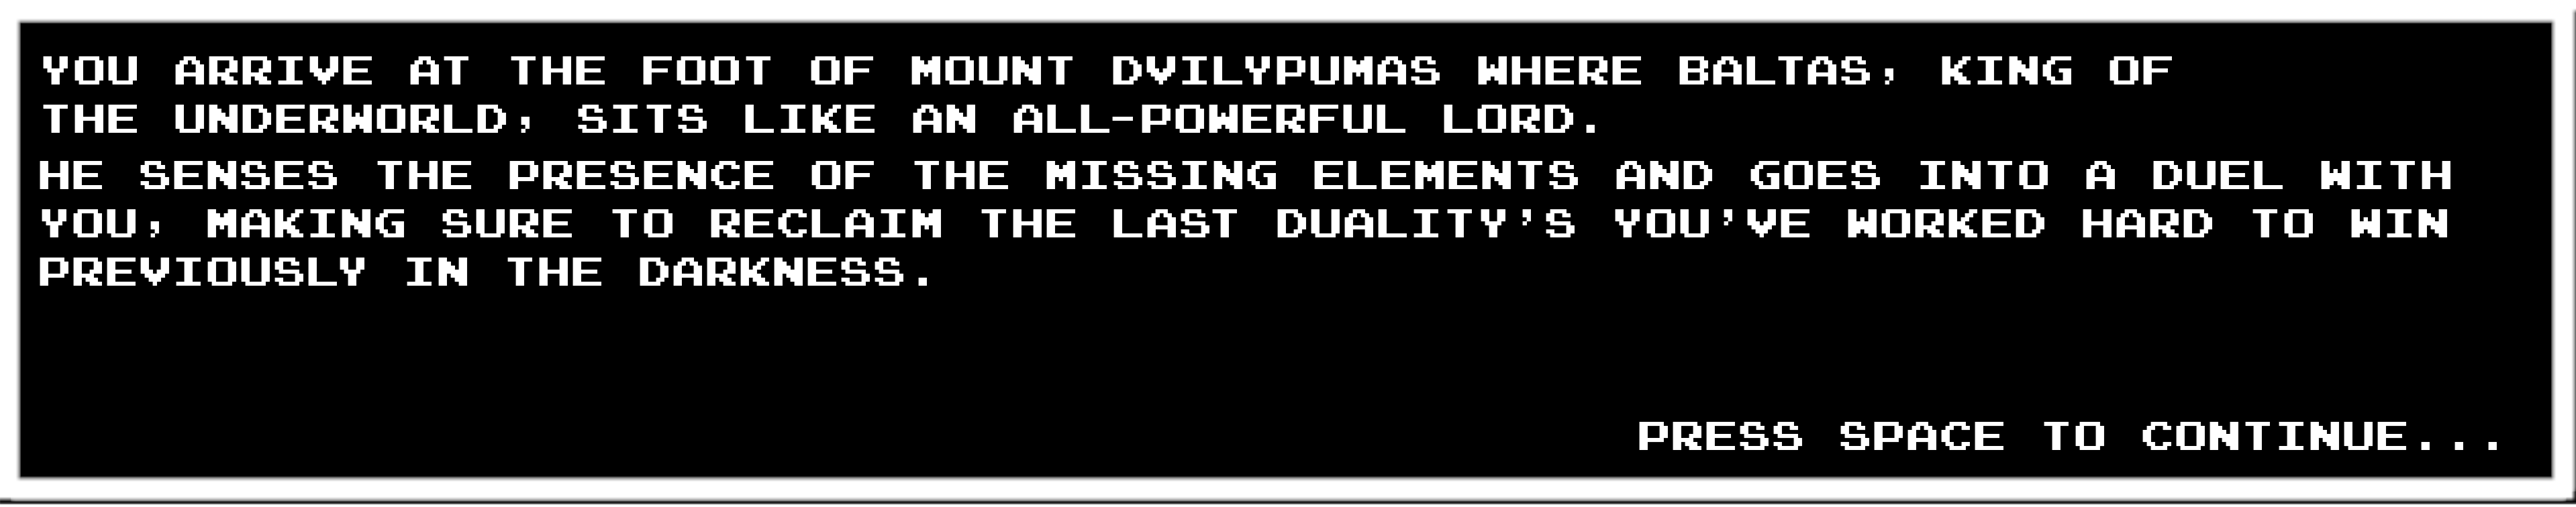 YOU ARRIVE AT THE FOOT OF MOUNT DVILYPUMAS WHERE BALTAS, KING OF
THE UNDERWORLD, SITS LIKE AN ALL-POWERFUL LORD.
HE SENSES THE PRESENCE OF THE MISSING ELEMENTS AND GOES INTO A DUEL WITH
YOU, MAKING SURE TO RECLAIM THE LAST DUALITY'S YOU'VE WORKED HARD TO WIN
PREVIOUSLY IN THE DARKNESS.
PRESS SPACE TO CONTINUE...